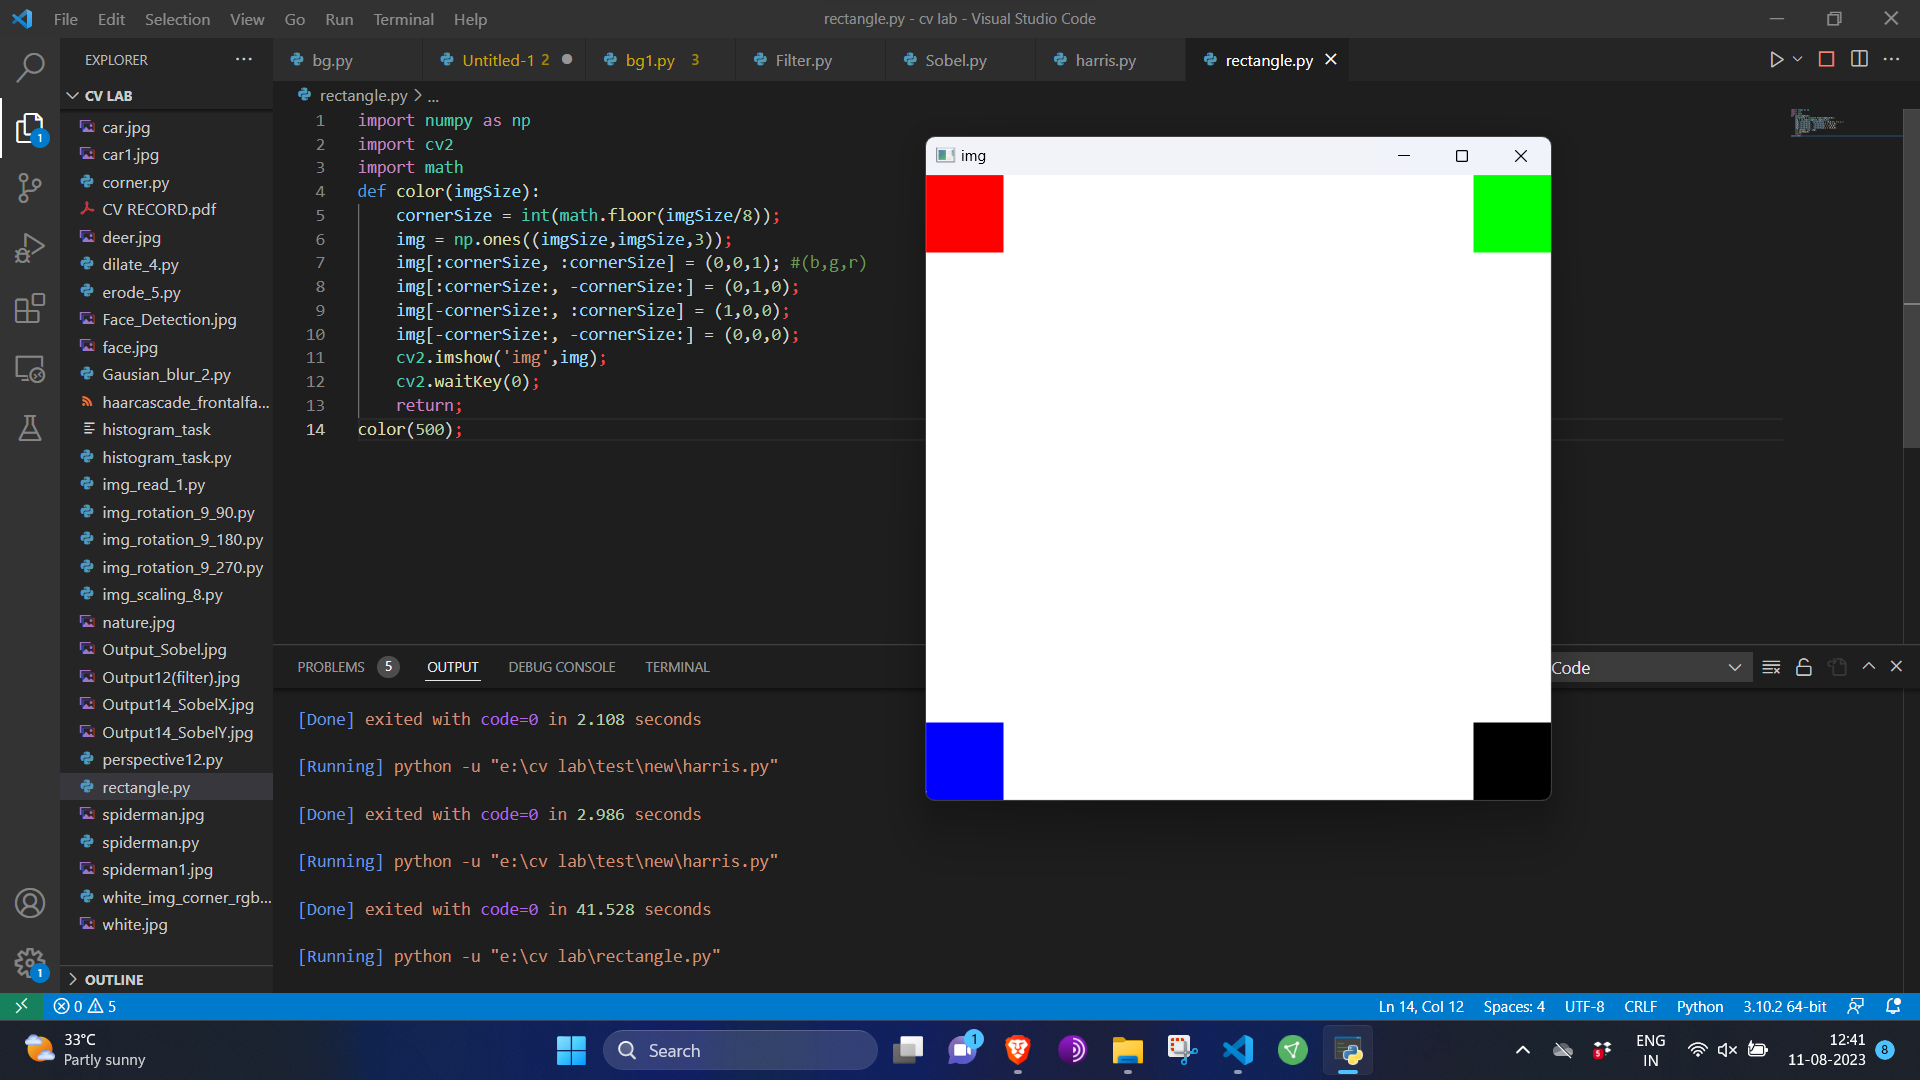 File Edit Selection View Go Run Terminal Help
rectangle.py - cv lab - Visual Studio Code
EXPLORER
bg.py
Untitled-1 2
bg1.py 3
Filter.py
Sobel.py
harris.py
rectangle.py
CV LAB
rectangle.py > ...
car.jpg
car1.jpg
corner.py
CV RECORD.pdf
deer.jpg
dilate_4.py
erode_5.py
Face_Detection.jpg
face.jpg
Gausian_blur_2.py
haarcascade_frontalfa...
histogram_task
histogram_task.py
img_read_1.py
img_rotation_9_90.py
img_rotation_9_180.py
img_rotation_9_270.py
img_scaling_8.py
nature.jpg
Output_Sobel.jpg
Output12(filter).jpg
Output14_SobelX.jpg
Output14_SobelY.jpg
perspective12.py
rectangle.py
spiderman.jpg
spiderman.py
spiderman1.jpg
white_img_corner_rgb...
white.jpg
OUTLINE
1 import numpy as np
2 import cv2
3 import math
4 def color(imgSize):
5 cornerSize = int(math.floor(imgSize/8));
6 img = np.ones((imgSize,imgSize,3));
7 img[:cornerSize, :cornerSize] = (0,0,1); #(b,g,r)
8 img[:cornerSize:, -cornerSize:] = (0,1,0);
9 img[-cornerSize:, :cornerSize] = (1,0,0);
10 img[-cornerSize:, -cornerSize:] = (0,0,0);
11 cv2.imshow('img',img);
12 cv2.waitKey(0);
13 return;
14 color(500);
img
PROBLEMS 5 OUTPUT DEBUG CONSOLE TERMINAL
Code
[Done] exited with code=0 in 2.108 seconds
[Running] python -u "e:\cv lab\test\new\harris.py"
[Done] exited with code=0 in 2.986 seconds
[Running] python -u "e:\cv lab\test\new\harris.py"
[Done] exited with code=0 in 41.528 seconds
[Running] python -u "e:\cv lab\rectangle.py"
1
1
0 5
Ln 14, Col 12 Spaces: 4 UTF-8 CRLF Python 3.10.2 64-bit
33°C
Partly sunny
Search
1
5
ENG
IN
12:41
11-08-2023
8